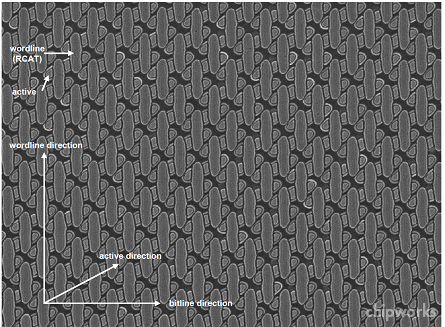 wordline
(RCAT)
active
wordline direction
active direction
bitline direction
chipworks